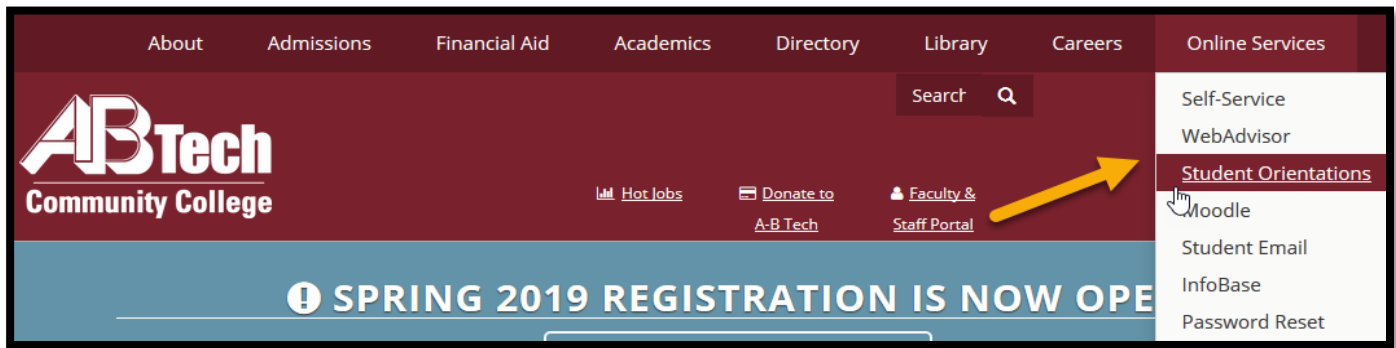 About Admissions Financial Aid Academics Directory Library Careers Online Services
Search
ABTech
Community College
Hot Jobs
Donate to
A-B Tech
Faculty &
Staff Portal
Self-Service
WebAdvisor
Student Orientations
Moodle
Student Email
InfoBase
Password Reset
SPRING 2019 REGISTRATION IS NOW OPE